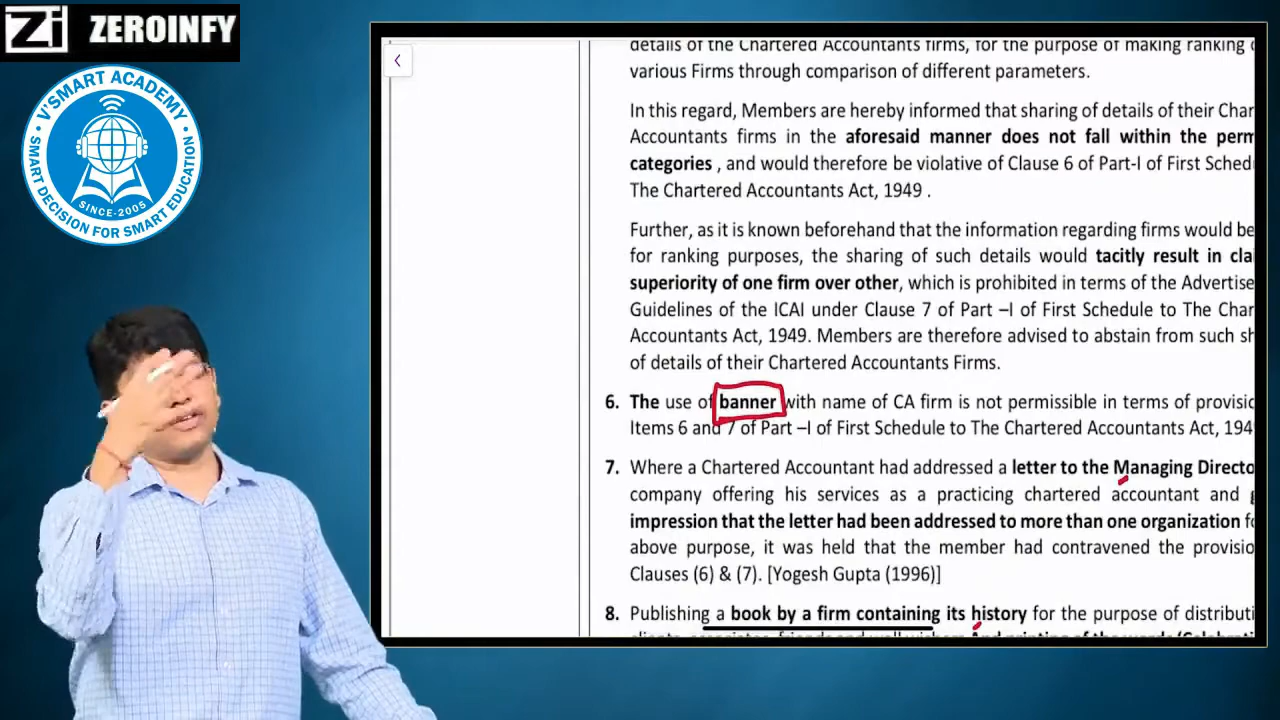 Zi ZEROINFY
V'SMART ACADEMY
SINCE-2005
SMART DECISION FOR SMART EDUCATION
details of the Chartered Accountants firms, for the purpose of making ranking
various Firms through comparison of different parameters.
In this regard, Members are hereby informed that sharing of details of their Char
Accountants firms in the aforesaid manner does not fall within the perm
categories , and would therefore be violative of Clause 6 of Part-I of First Sched
The Chartered Accountants Act, 1949 .
Further, as it is known beforehand that the information regarding firms would be
for ranking purposes, the sharing of such details would tacitly result in clai
superiority of one firm over other, which is prohibited in terms of the Advertise
Guidelines of the ICAI under Clause 7 of Part –I of First Schedule to The Char
Accountants Act, 1949. Members are therefore advised to abstain from such sh
of details of their Chartered Accountants Firms.
6. The use of banner with name of CA firm is not permissible in terms of provisio
Items 6 and 7 of Part –I of First Schedule to The Chartered Accountants Act, 194
7. Where a Chartered Accountant had addressed a letter to the Managing Directo
company offering his services as a practicing chartered accountant and g
impression that the letter had been addressed to more than one organization fo
above purpose, it was held that the member had contravened the provisio
Clauses (6) & (7). [Yogesh Gupta (1996)]
8. Publishing a book by a firm containing its history for the purpose of distributi